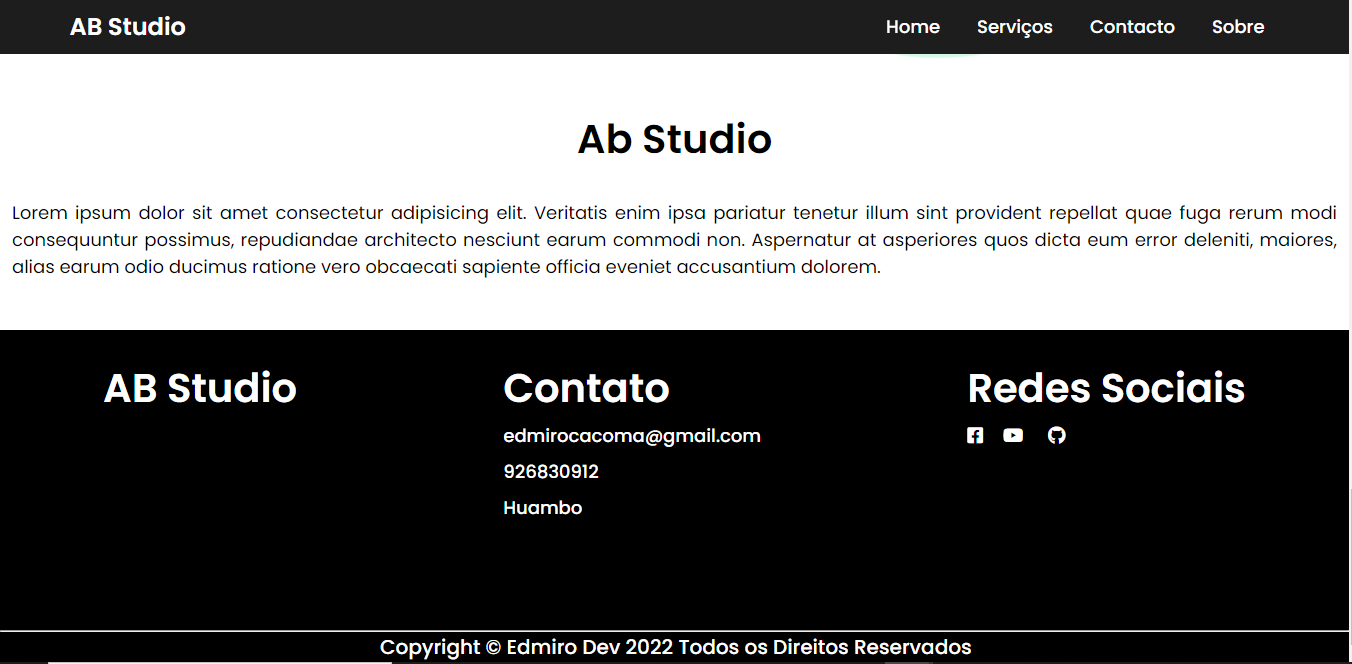 AB Studio
Home Serviços Contacto Sobre
Ab Studio
Lorem ipsum dolor sit amet consectetur adipisicing elit. Veritatis enim ipsa pariatur tenetur illum sint provident repellat quae fuga rerum modi
consequuntur possimus, repudiandae architecto nesciunt earum commodi non. Aspernatur at asperiores quos dicta eum error deleniti, maiores,
alias earum odio ducimus ratione vero obcaecati sapiente officia eveniet accusantium dolorem.
AB Studio
Contato
edmirocacoma@gmail.com
926830912
Huambo
Redes Sociais
Copyright © Edmiro Dev 2022 Todos os Direitos Reservados